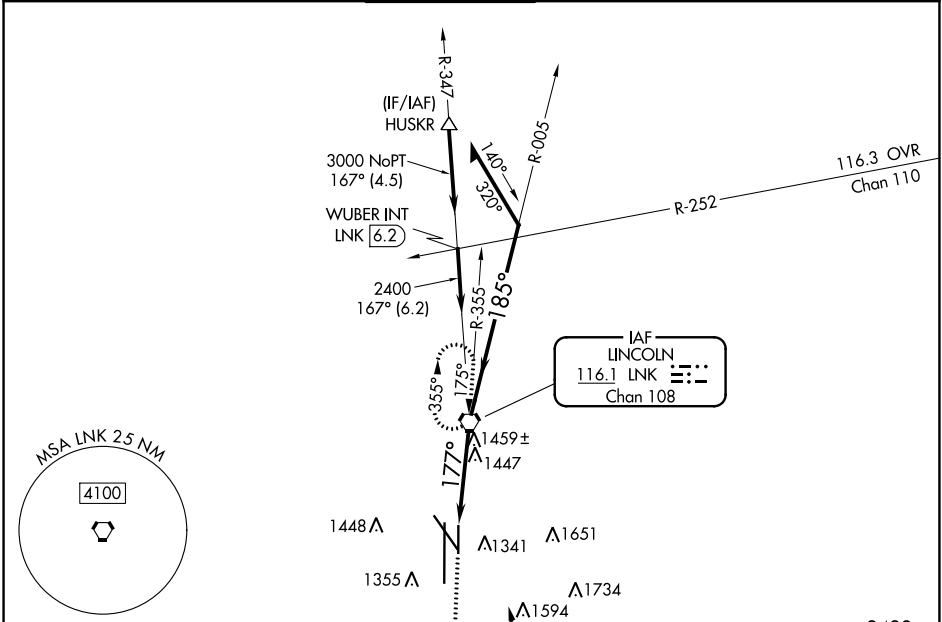 R-347
(IF/IAF)
HUSKR
3000 NoPT
167° (4.5)
WUBER INT
LNK 6.2
2400
167° (6.2)
140°
320°
R-005
116.3 OVR
Chan 110
R-252
R-355
185°
355°
175°
IAF
LINCOLN
116.1 LNK
Chan 108
177°
1459±
1447
MSA LNK 25 NM
4100
1448
1341
1651
1355
1734
1594